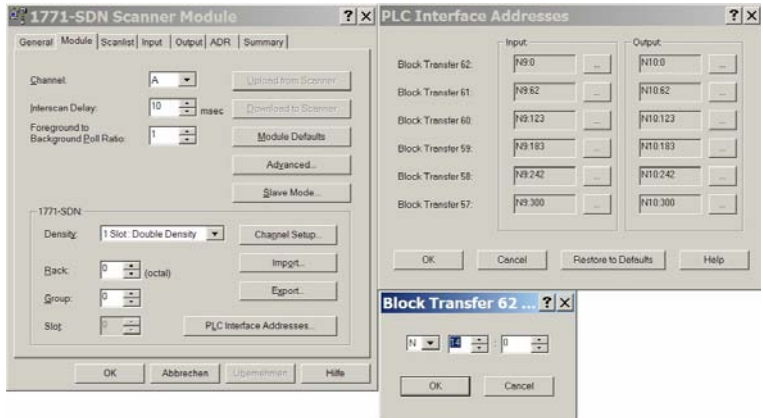 1771-SDN Scanner Module
General Module Scanlist Input Output ADR Summary
Channel: A Upload from Scanner
Interscan Delay: 10 msec Download to Scanner
Foreground to
Background Poll Ratio: 1 Module Defaults
Advanced...
Slave Mode...
1771-SDN:
Density: 1 Slot: Double Density Channel Setup...
Rack: 0 (octal) Import...
Group: 0 Export...
Slot: 0 PLC Interface Addresses...
OK Abbrechen Übernehmen Hilfe
PLC Interface Addresses
Input: Output:
Block Transfer 62: N9:0 ... N10:0 ...
Block Transfer 61: N9:62 ... N10:62 ...
Block Transfer 60: N9:123 ... N10:123 ...
Block Transfer 59: N9:183 ... N10:183 ...
Block Transfer 58: N9:242 ... N10:242 ...
Block Transfer 57: N9:300 ... N10:300 ...
OK Cancel Restore to Defaults Help
Block Transfer 62 ...
N 14 : 0
OK Cancel